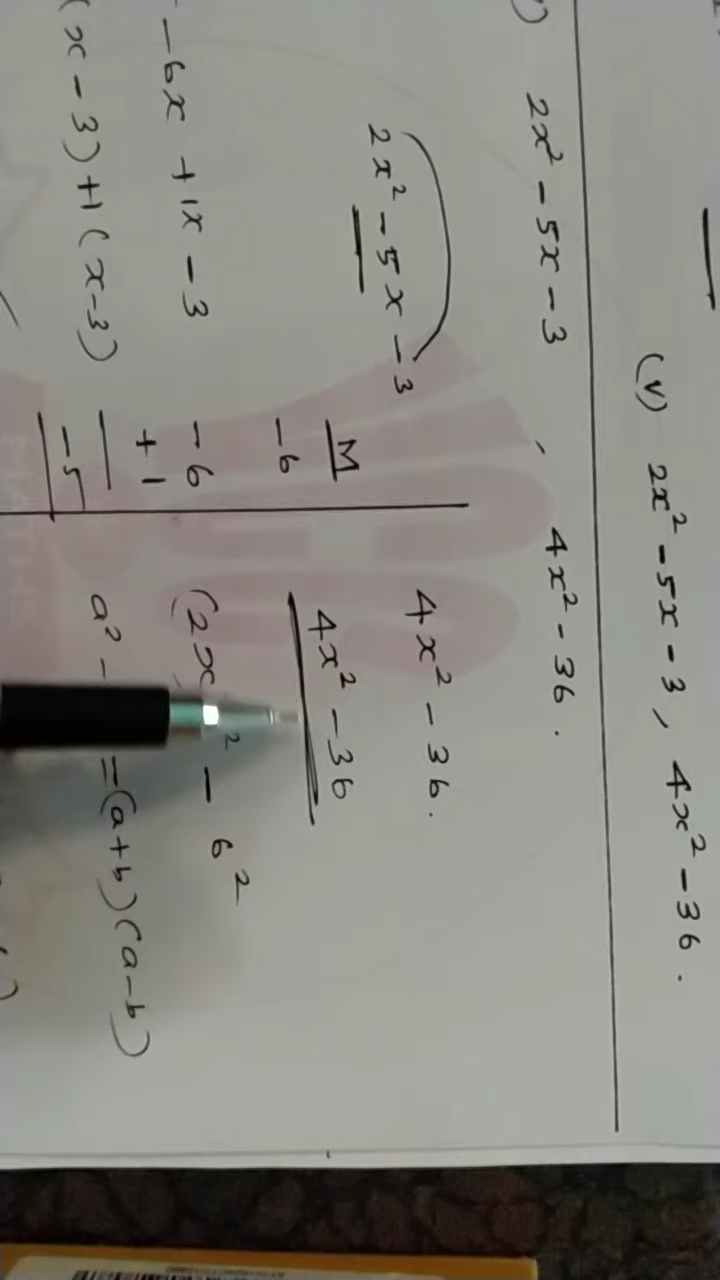 (v) 2x² - 5x - 3, 4x² - 36.
) 2x² - 5x - 3 , 4x² - 36.
2x² - 5x - 3
M
-6
-6
+1
-5
- 6x + 1x - 3
(x - 3) + 1 (x - 3)
4x² - 36.
4x² - 36
(2x ² - 6²
a² - = (a+b) (a-b)